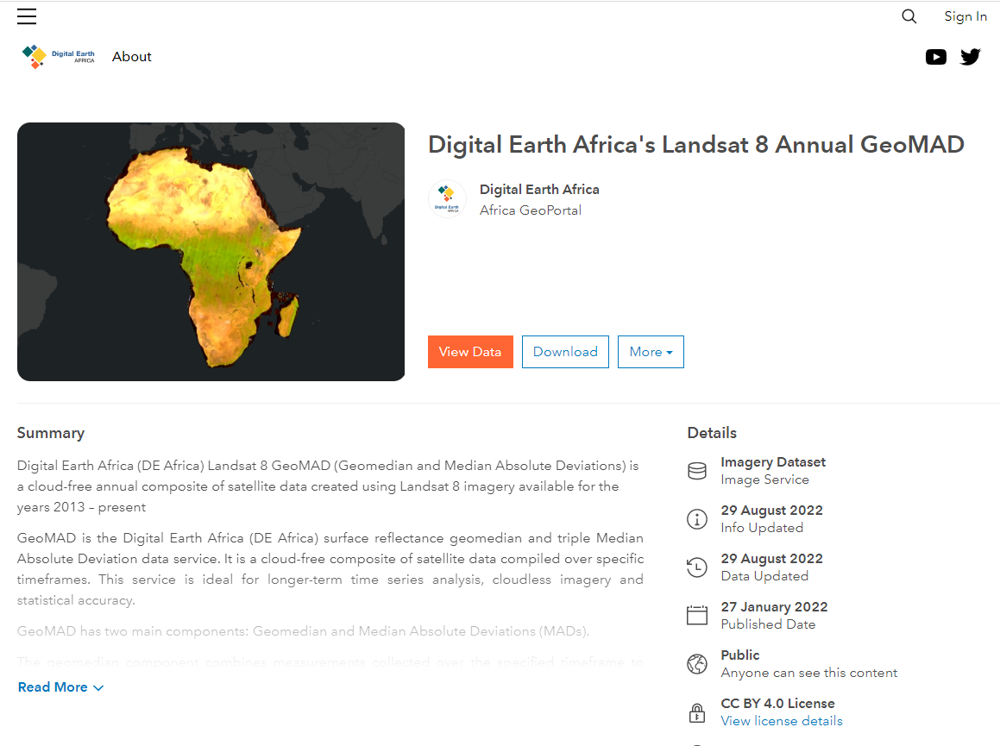 Sign In
Digital Earth
AFRICA
About
Digital Earth Africa's Landsat 8 Annual GeoMAD
Digital Earth
AFRICA
Digital Earth Africa
Africa GeoPortal
View Data
Download
More
Summary
Digital Earth Africa (DE Africa) Landsat 8 GeoMAD (Geomedian and Median Absolute Deviations) is
a cloud-free annual composite of satellite data created using Landsat 8 imagery available for the
years 2013 – present
GeoMAD is the Digital Earth Africa (DE Africa) surface reflectance geomedian and triple Median
Absolute Deviation data service. It is a cloud-free composite of satellite data compiled over specific
timeframes. This service is ideal for longer-term time series analysis, cloudless imagery and
statistical accuracy.
GeoMAD has two main components: Geomedian and Median Absolute Deviations (MADs).
The geomedian component combines measurements collected over the specified timeframe to
Read More
Details
Imagery Dataset
Image Service
29 August 2022
Info Updated
29 August 2022
Data Updated
27 January 2022
Published Date
Public
Anyone can see this content
CC BY 4.0 License
View license details